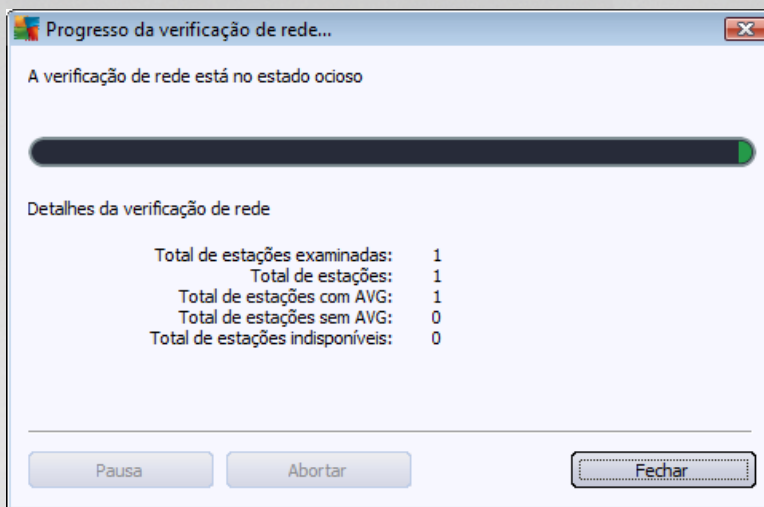 Progresso da verificação de rede...
A verificação de rede está no estado ocioso
Detalhes da verificação de rede
Total de estações examinadas: 1
Total de estações: 1
Total de estações com AVG: 1
Total de estações sem AVG: 0
Total de estações indisponíveis: 0
Pausa Abortar Fechar